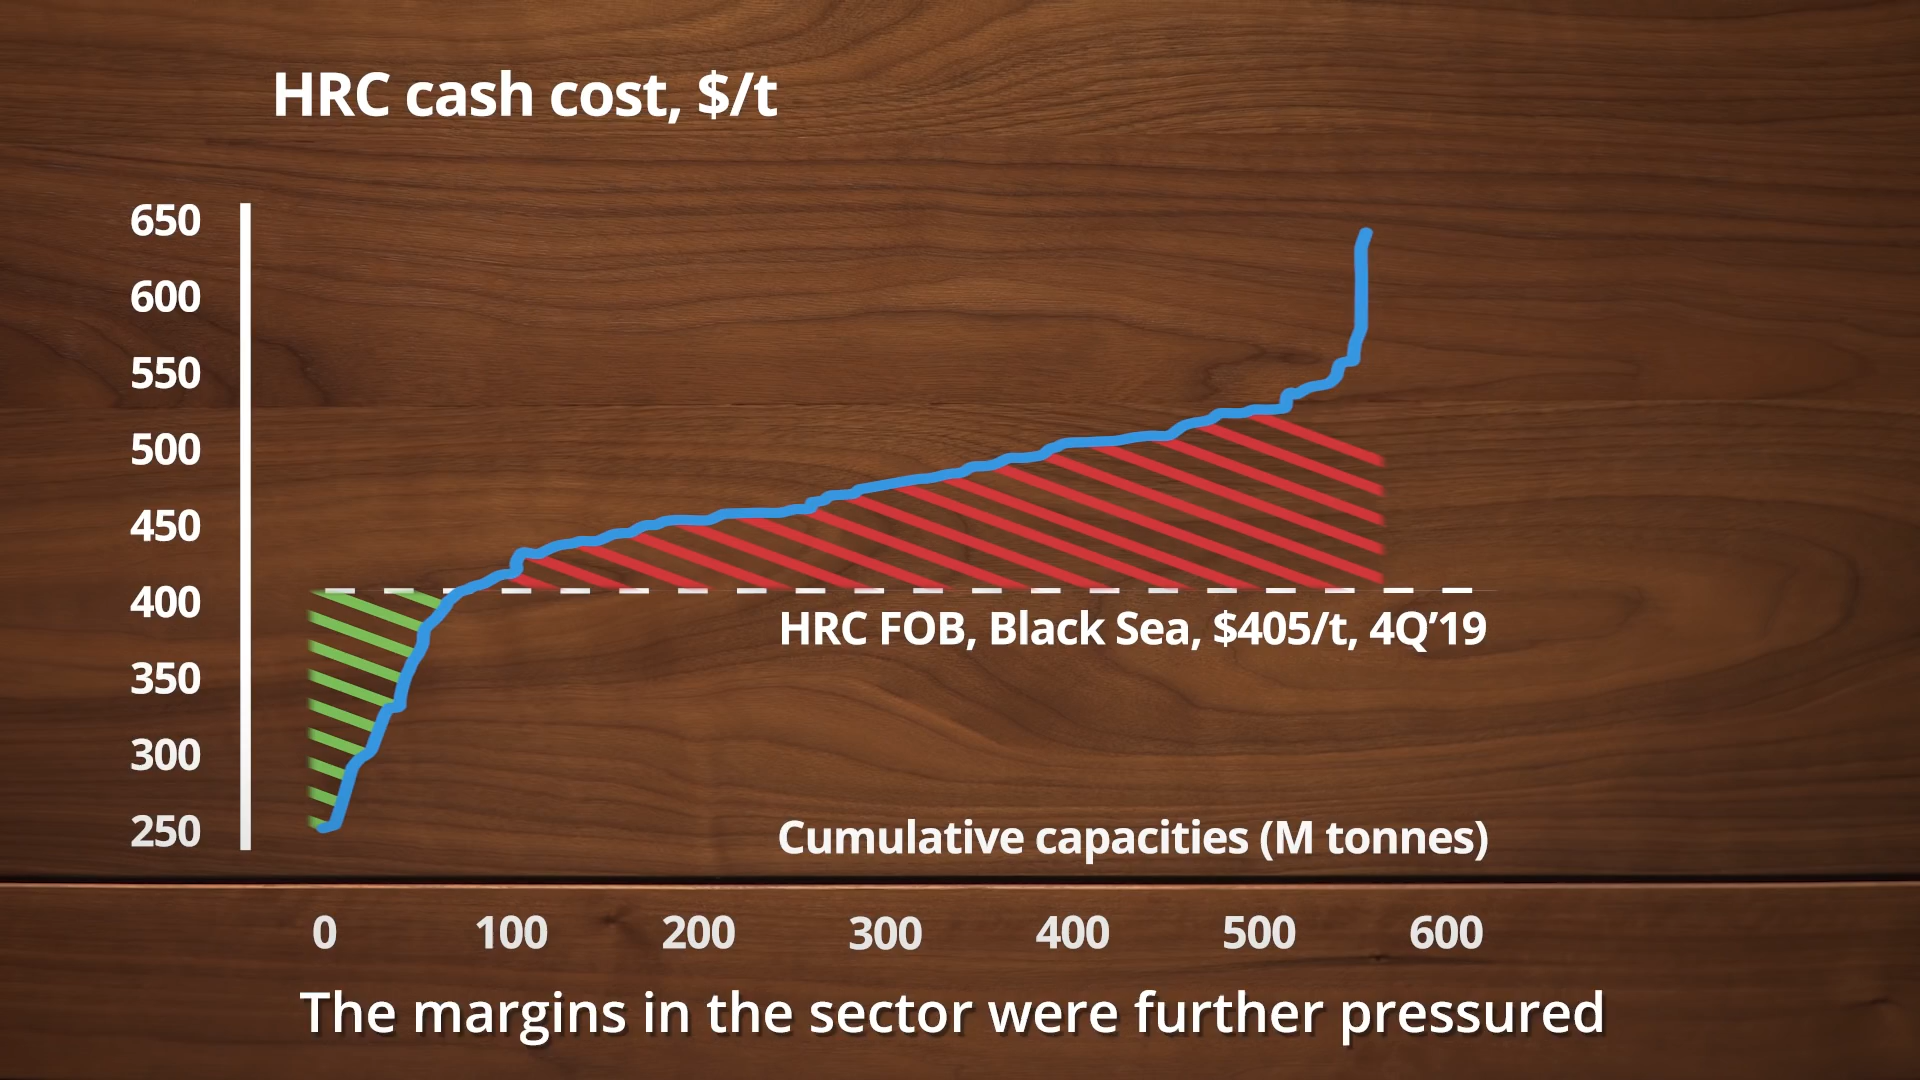 HRC cash cost, $/t
650
600
550
500
450
400
350
300
250
HRC FOB, Black Sea, $405/t, 4Q’19
Cumulative capacities (M tonnes)
0 100 200 300 400 500 600
The margins in the sector were further pressured